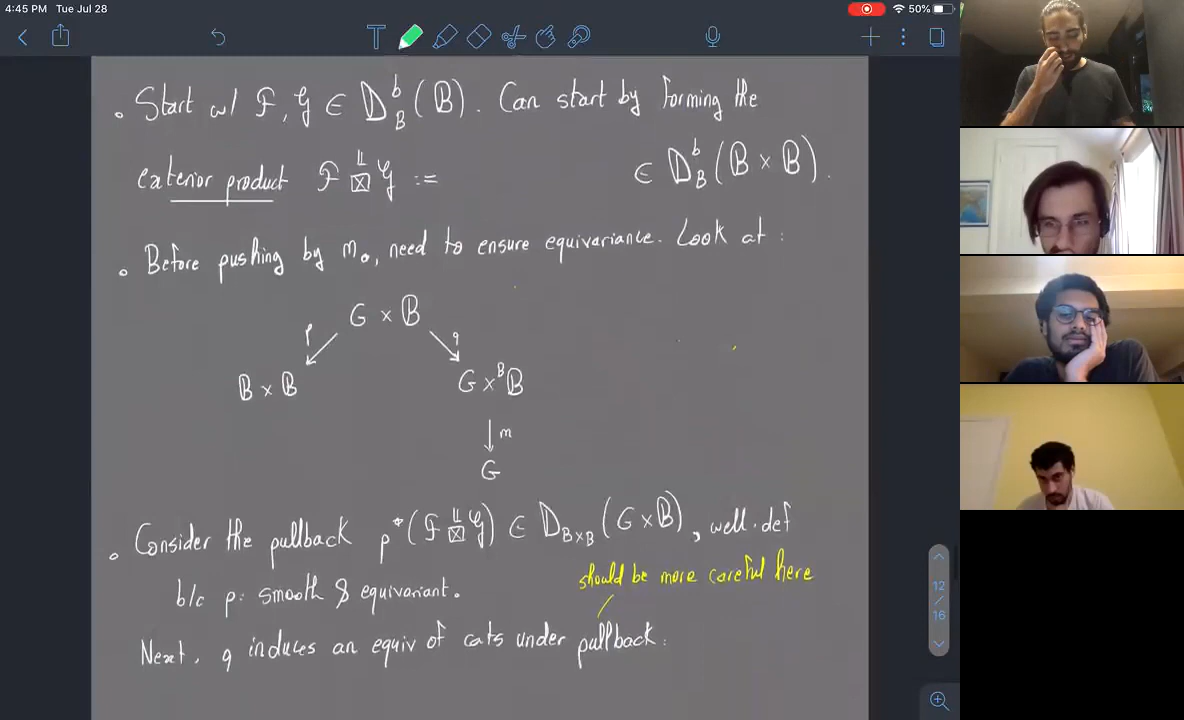 4:45 PM Tue Jul 28
50%
• Start w/ F, G ∈ D^b_B(B). Can start by forming the
exterior product F ⊠^L G := ∈ D^b_B(B × B).
• Before pushing by m., need to ensure equivariance. Look at :
G × B
p q
B × B G ×^B B
↓ m
G
• Consider the pullback p*(F ⊠^L G) ∈ D_{B×B}(G × B), well-def
should be more careful here
b/c p: smooth & equivariant.
Next, q induces an equiv of cats under pullback:
12
/
16